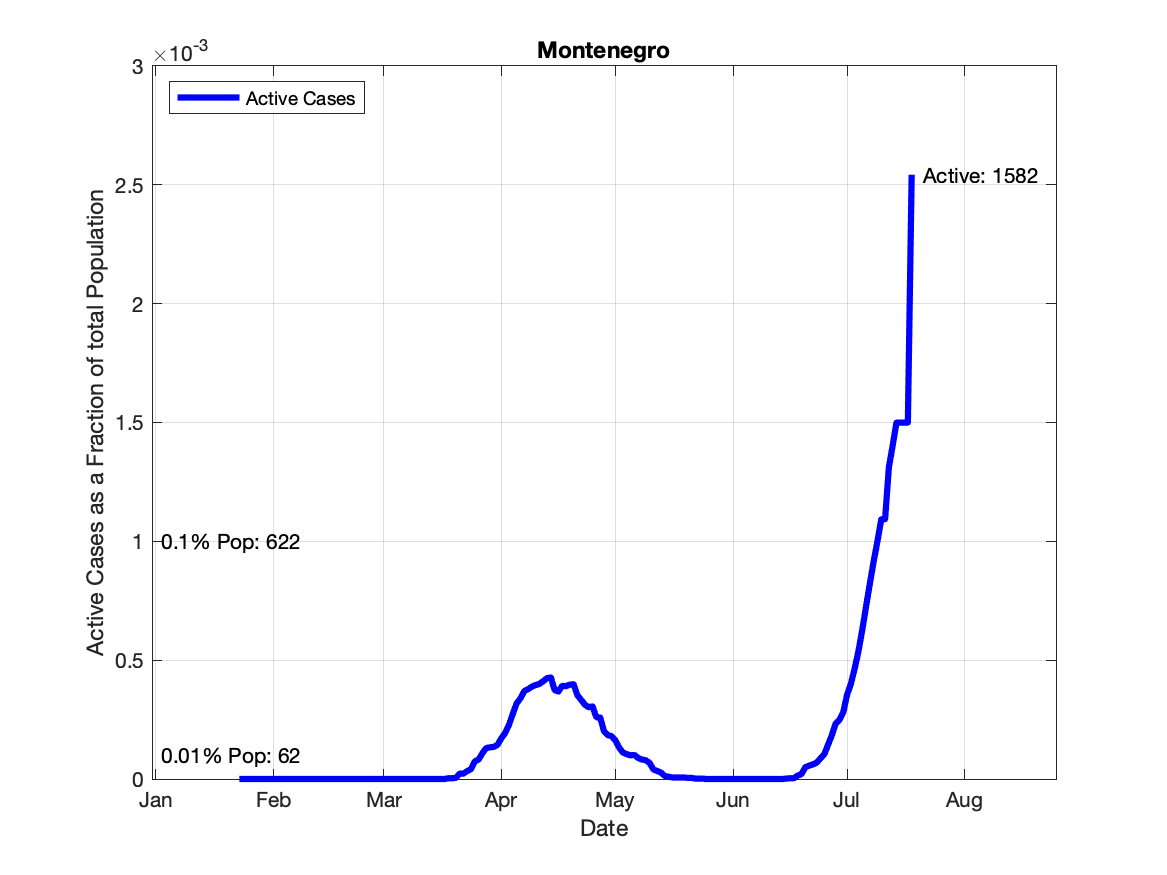 Montenegro
×10-3
3
Active Cases
2.5
Active: 1582
2
1.5
1
0.1% Pop: 622
0.5
0.01% Pop: 62
0
Active Cases as a Fraction of total Population
Jan Feb Mar Apr May Jun Jul Aug
Date